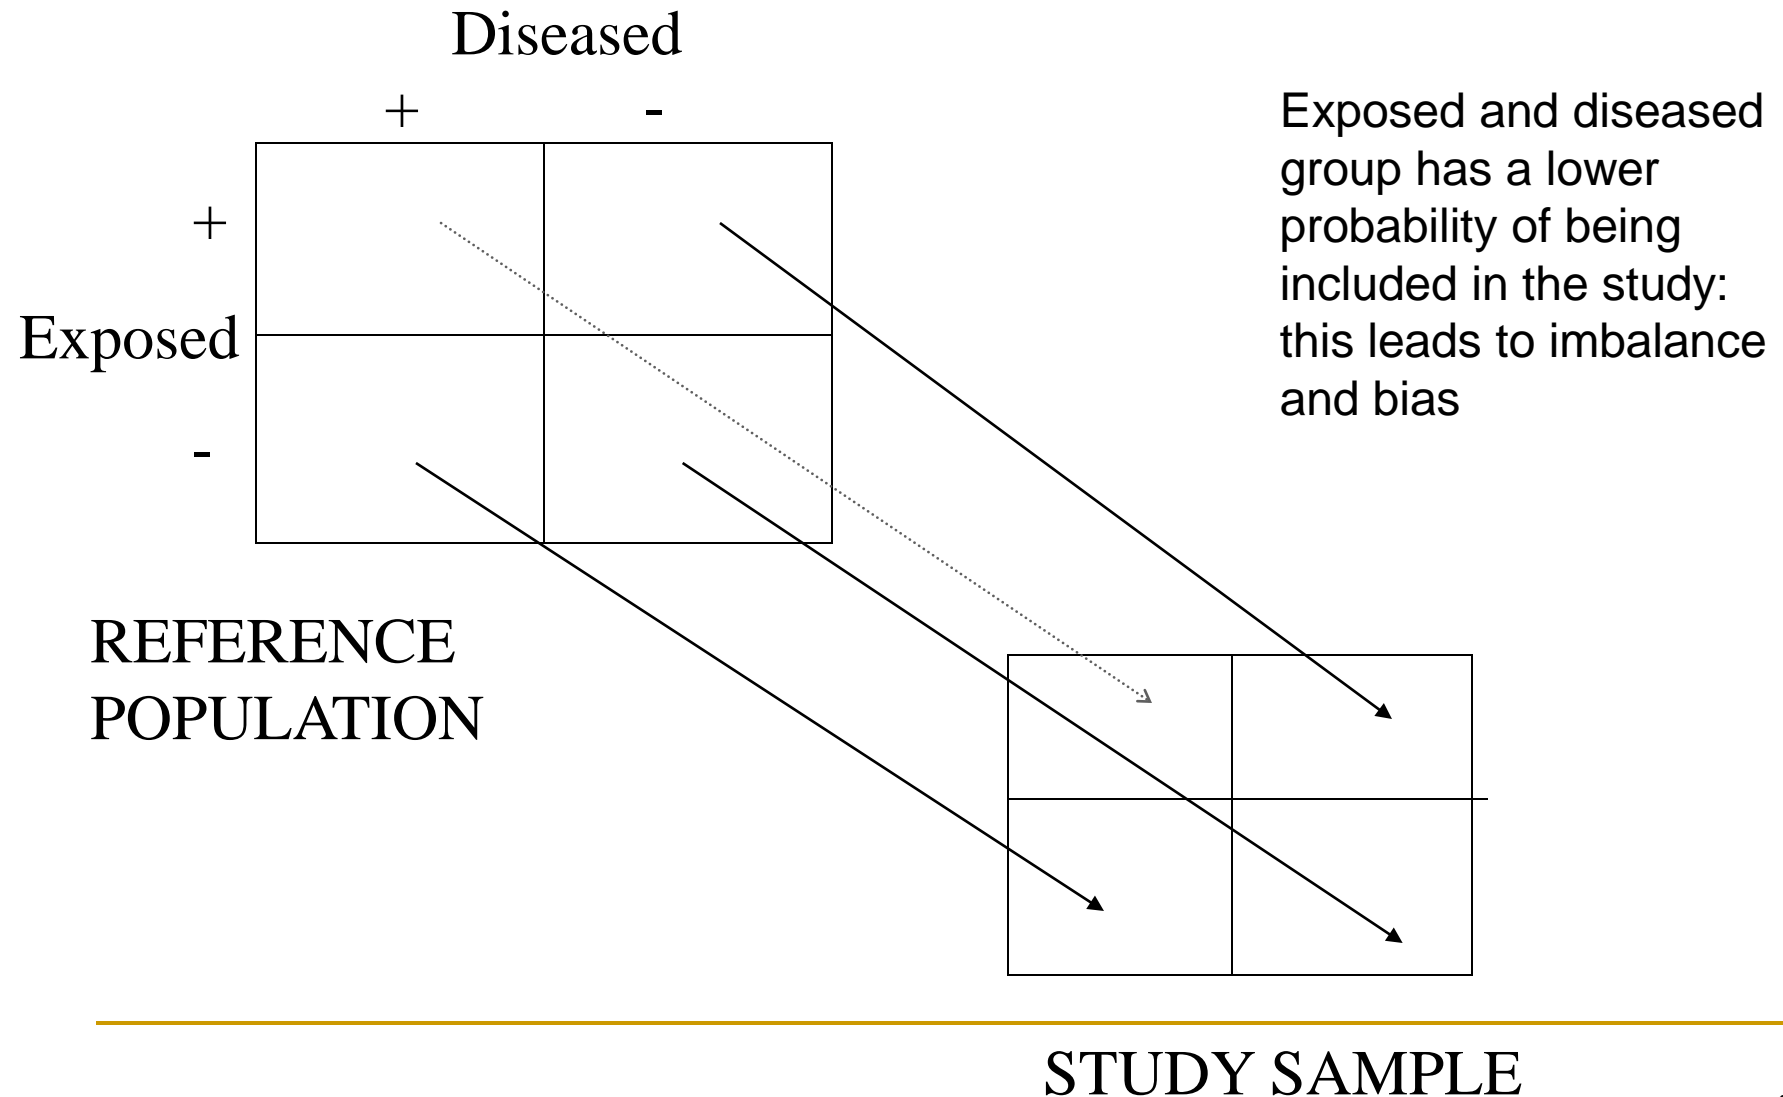 Diseased
+ -
Exposed and diseased
group has a lower
probability of being
included in the study:
this leads to imbalance
and bias
+
Exposed
-
REFERENCE
POPULATION
STUDY SAMPLE